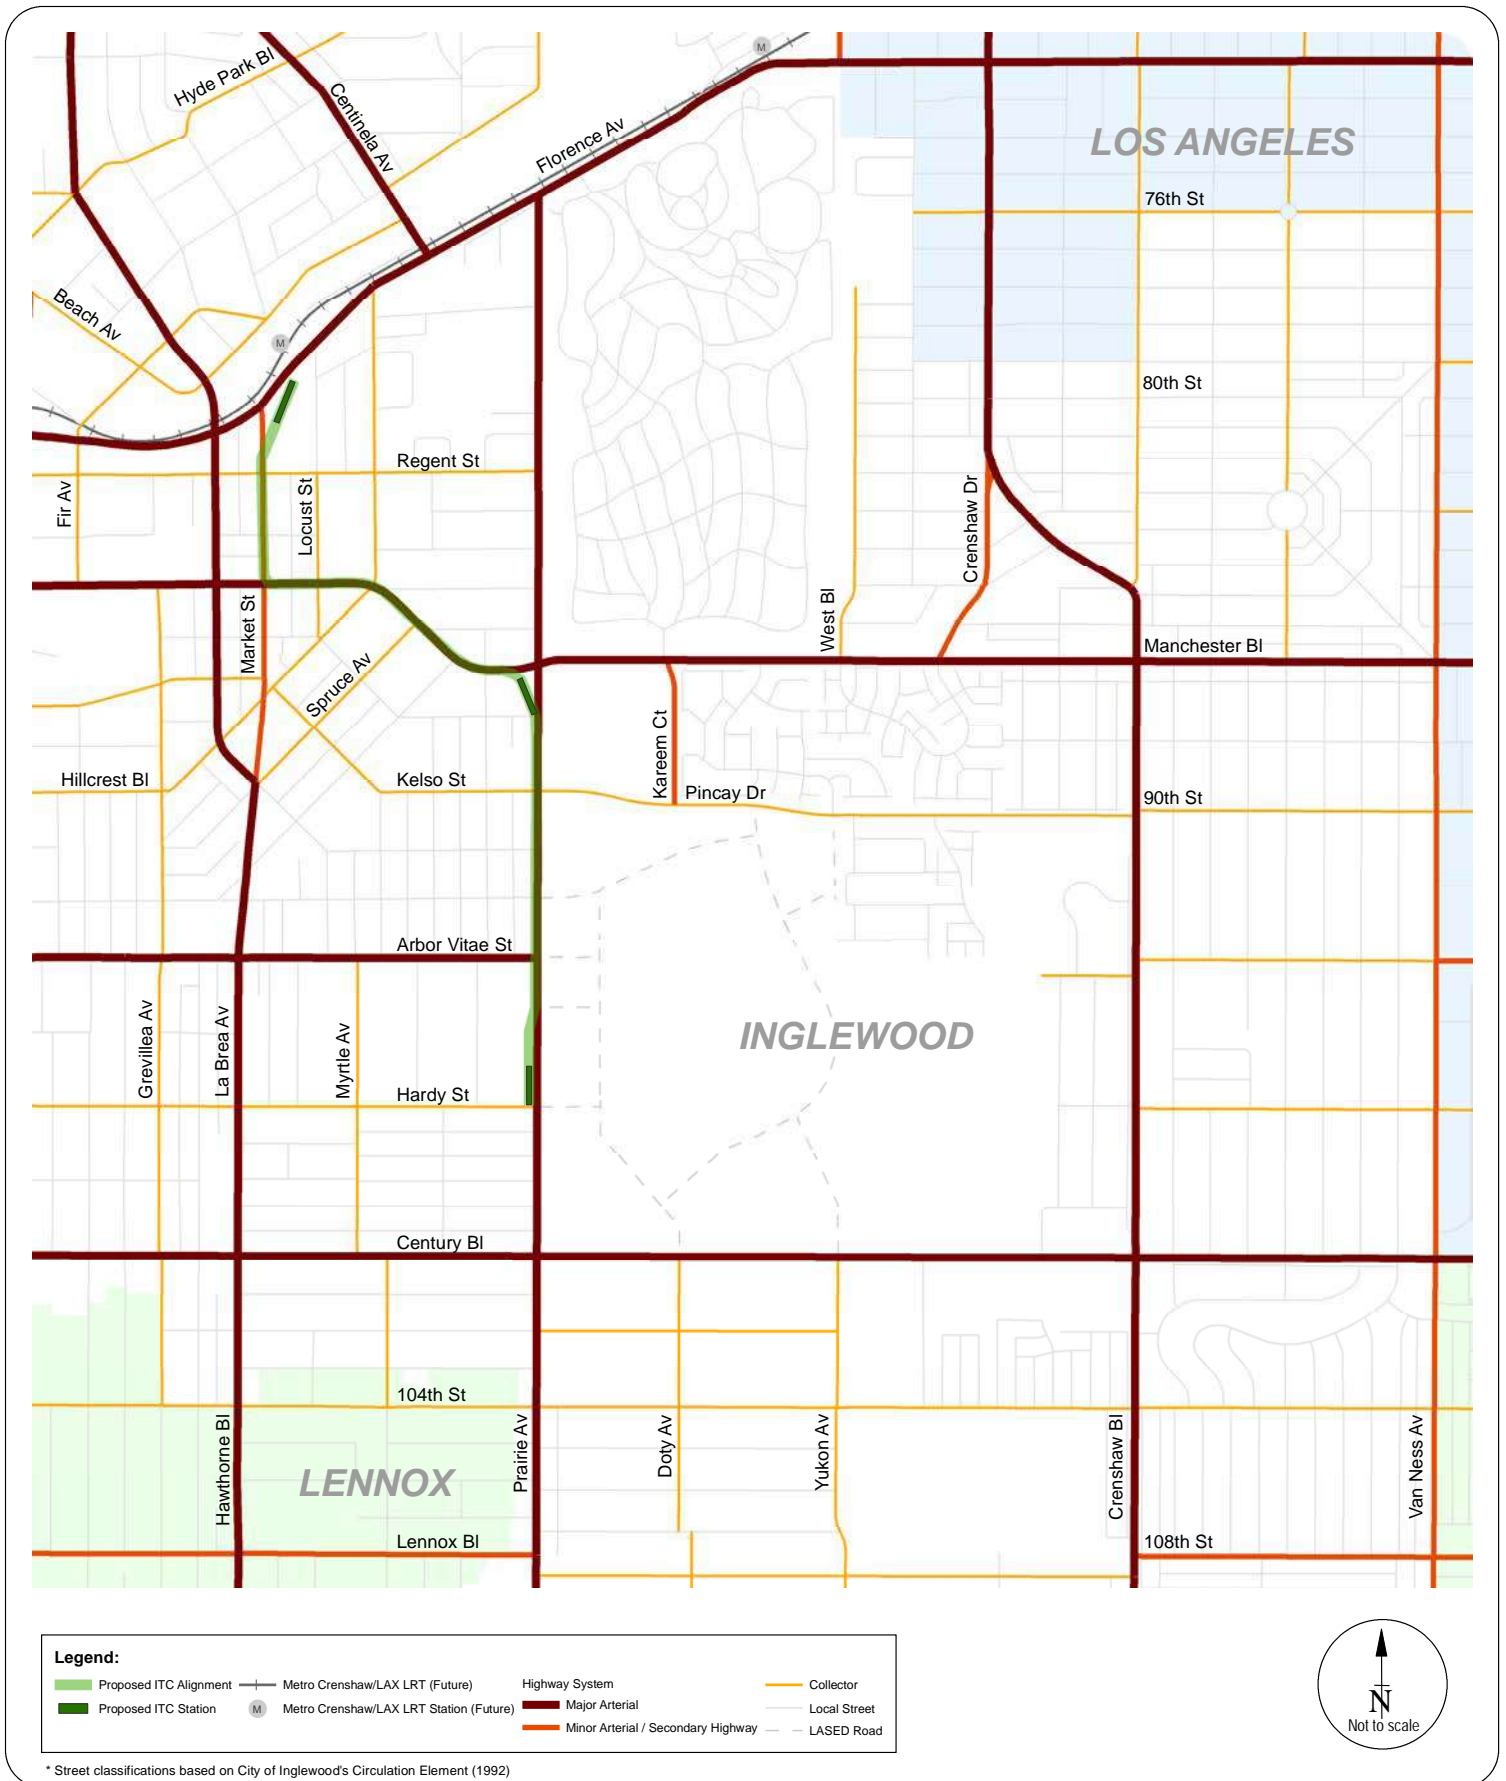 M
Hyde Park Bl
Centinela Av
Florence Av
LOS ANGELES
76th St
Beach Av
M
80th St
Regent St
Fir Av
Locust St
Crenshaw Dr
West Bl
Market St
Manchester Bl
Spruce Av
Kareem Ct
Hillcrest Bl
Kelso St
Pincay Dr
90th St
Arbor Vitae St
Grevillea Av
La Brea Av
Myrtle Av
INGLEWOOD
Hardy St
Century Bl
104th St
Hawthorne Bl
LENNOX
Prairie Av
Doty Av
Yukon Av
Crenshaw Bl
Van Ness Av
Lennox Bl
108th St
Legend:
Proposed ITC Alignment
Proposed ITC Station
Metro Crenshaw/LAX LRT (Future)
M Metro Crenshaw/LAX LRT Station (Future)
Highway System
Major Arterial
Minor Arterial / Secondary Highway
Collector
Local Street
LASED Road
N
Not to scale
* Street classifications based on City of Inglewood's Circulation Element (1992)